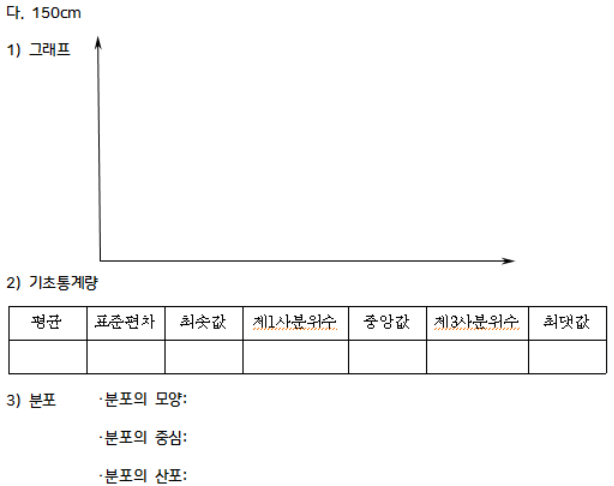 다. 150cm
1) 그래프
2) 기초통계량
평균 표준편차 최솟값 제1사분위수 중앙값 제3사분위수 최댓값
3) 분포 ·분포의 모양:
·분포의 중심:
·분포의 산포: